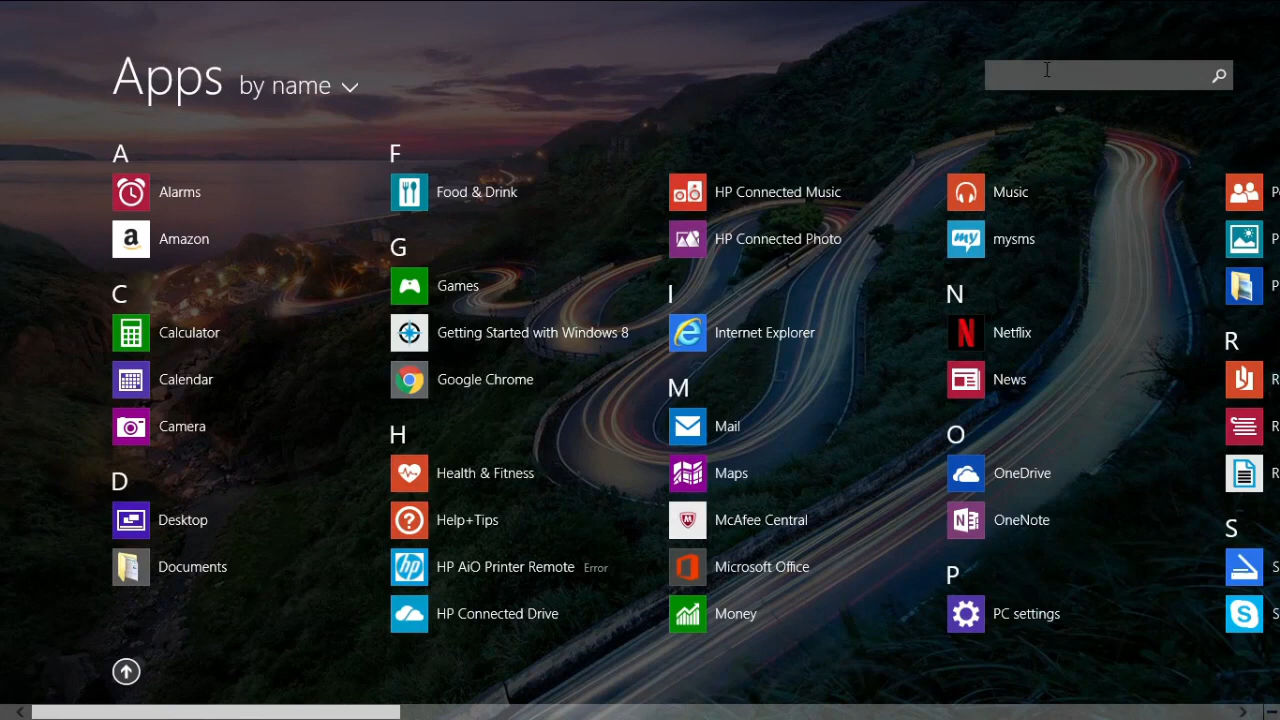 Apps by name
A
Alarms
Amazon
C
Calculator
Calendar
Camera
D
Desktop
Documents
F
Food & Drink
G
Games
Getting Started with Windows 8
Google Chrome
H
Health & Fitness
Help+Tips
HP AiO Printer Remote Error
HP Connected Drive
HP Connected Music
HP Connected Photo
I
Internet Explorer
M
Mail
Maps
McAfee Central
Microsoft Office
Money
Music
mysms
N
Netflix
News
O
OneDrive
OneNote
P
PC settings
R
S